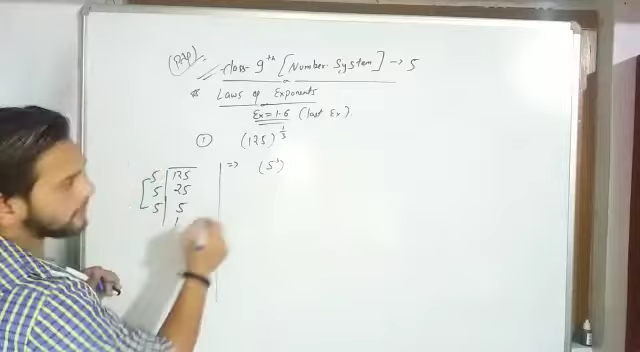 Class 9th [Number System] → 5
* Laws of Exponents
Ex = 1.6 (last Ex).
① (125)^1/3
5 | 125
5 | 25
5 | 5
1
=> (5³)